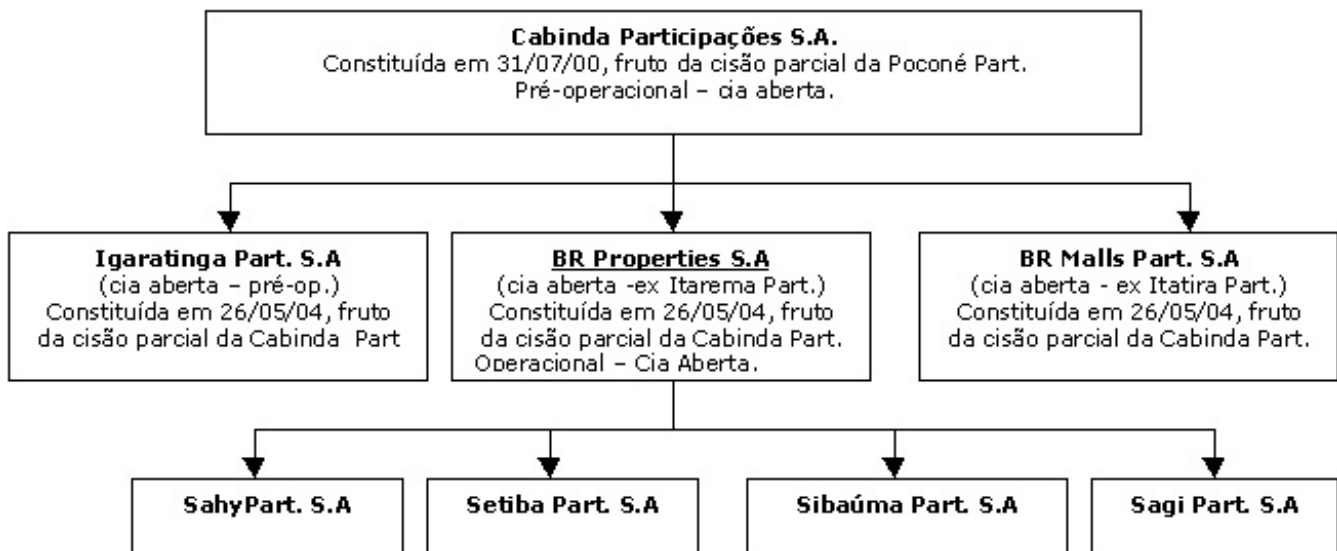 Cabinda Participações S.A.
Constituída em 31/07/00, fruto da cisão parcial da Poconé Part.
Pré-operacional – cia aberta.
Igaratinga Part. S.A
(cia aberta – pré-op.)
Constituída em 26/05/04, fruto
da cisão parcial da Cabinda Part
BR Properties S.A
(cia aberta -ex Itarema Part.)
Constituída em 26/05/04, fruto
da cisão parcial da Cabinda Part.
Operacional – Cia Aberta.
BR Malls Part. S.A
(cia aberta - ex Itatira Part.)
Constituída em 26/05/04, fruto
da cisão parcial da Cabinda Part.
SahyPart. S.A
Setiba Part. S.A
Sibaúma Part. S.A
Sagi Part. S.A